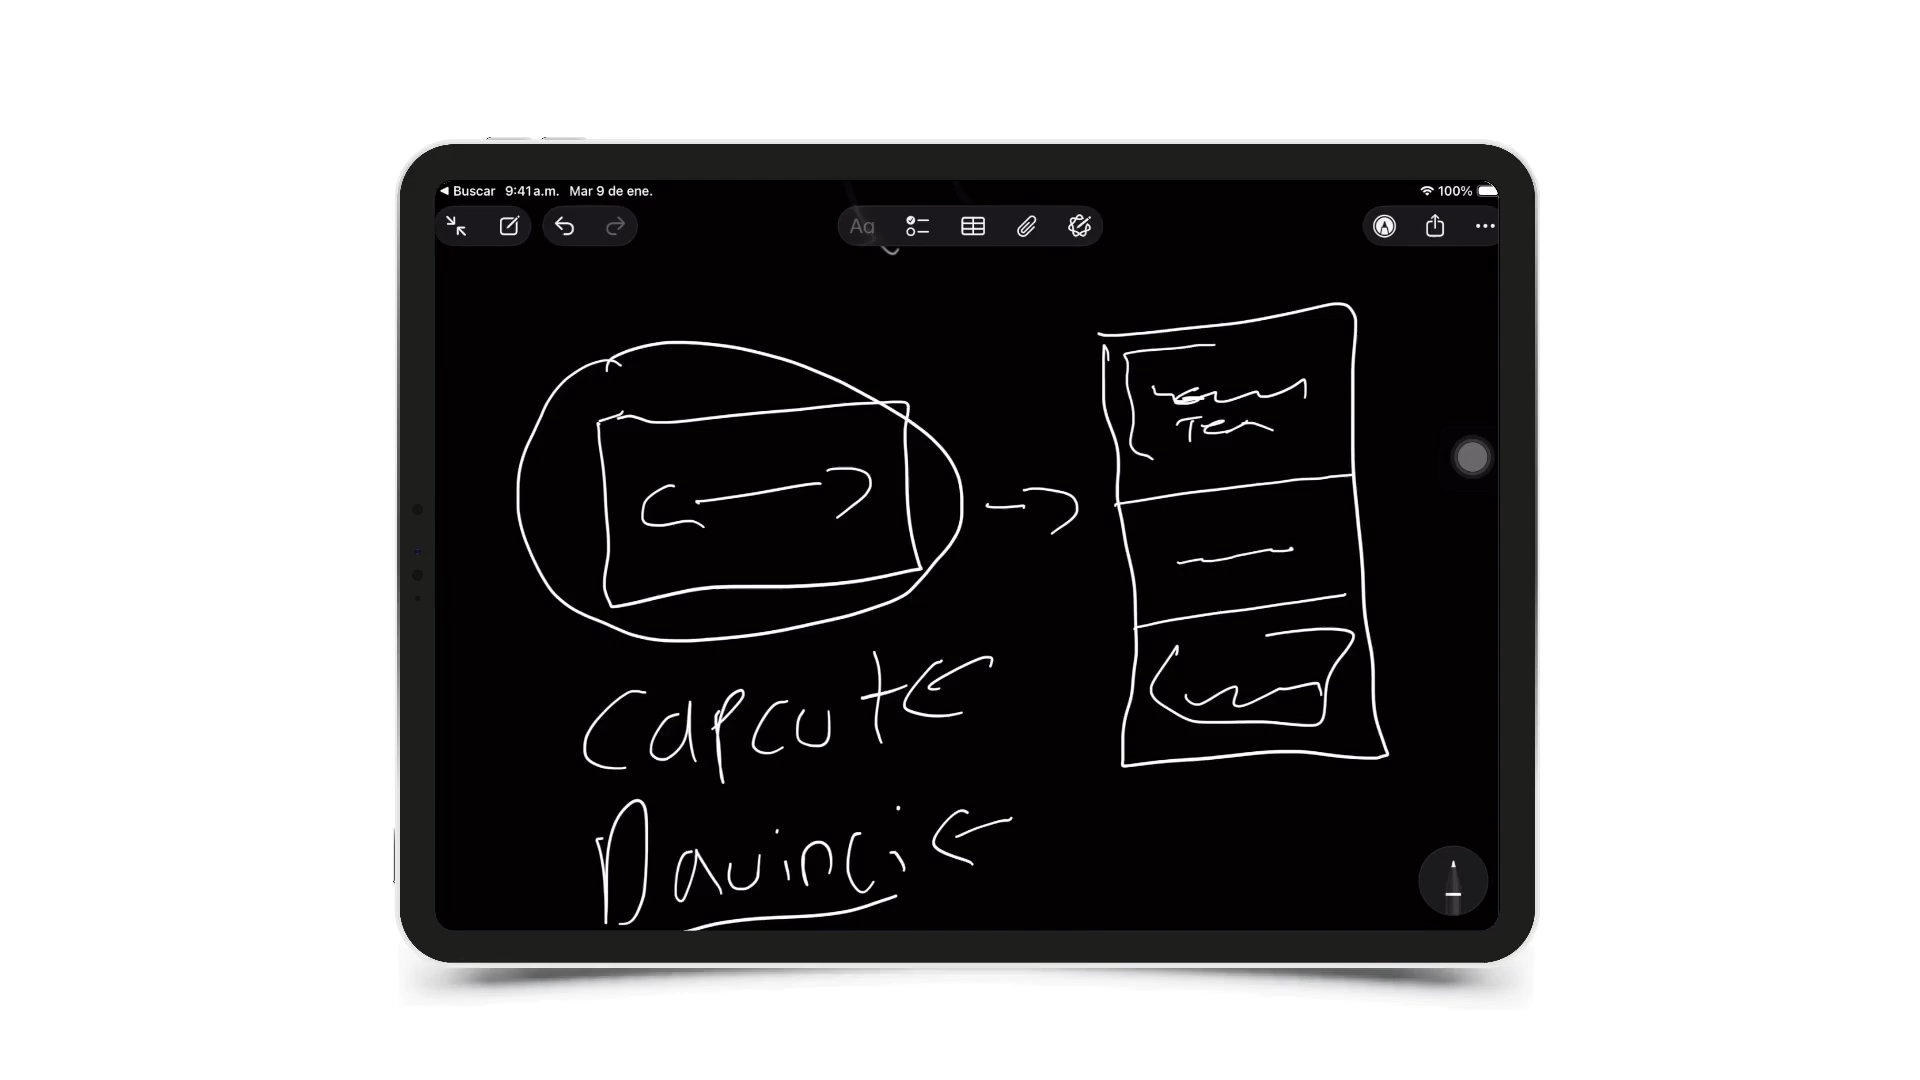 ◀ Buscar 9:41 a.m. Mar 9 de ene. 100%
Aa
capcut
Davinci